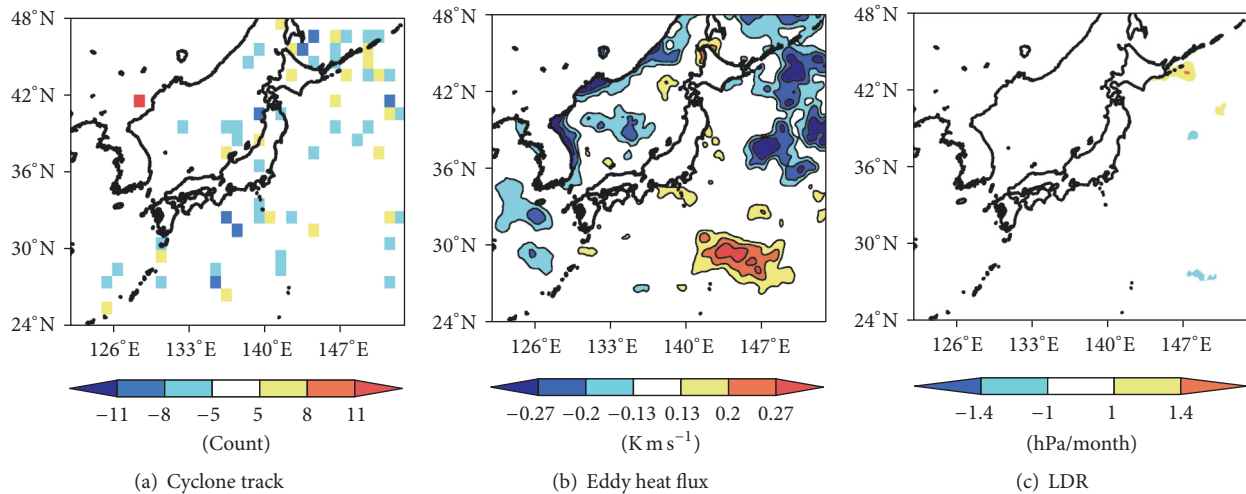 48°N
42°N
36°N
30°N
24°N
126°E
133°E
140°E
147°E
−11
−8
−5
5
8
11
(Count)
(a) Cyclone track
48°N
42°N
36°N
30°N
24°N
126°E
133°E
140°E
147°E
−0.27
−0.2
−0.13
0.13
0.2
0.27
(K m s⁻¹)
(b) Eddy heat flux
48°N
42°N
36°N
30°N
24°N
126°E
133°E
140°E
147°E
−1.4
−1
1
1.4
(hPa/month)
(c) LDR